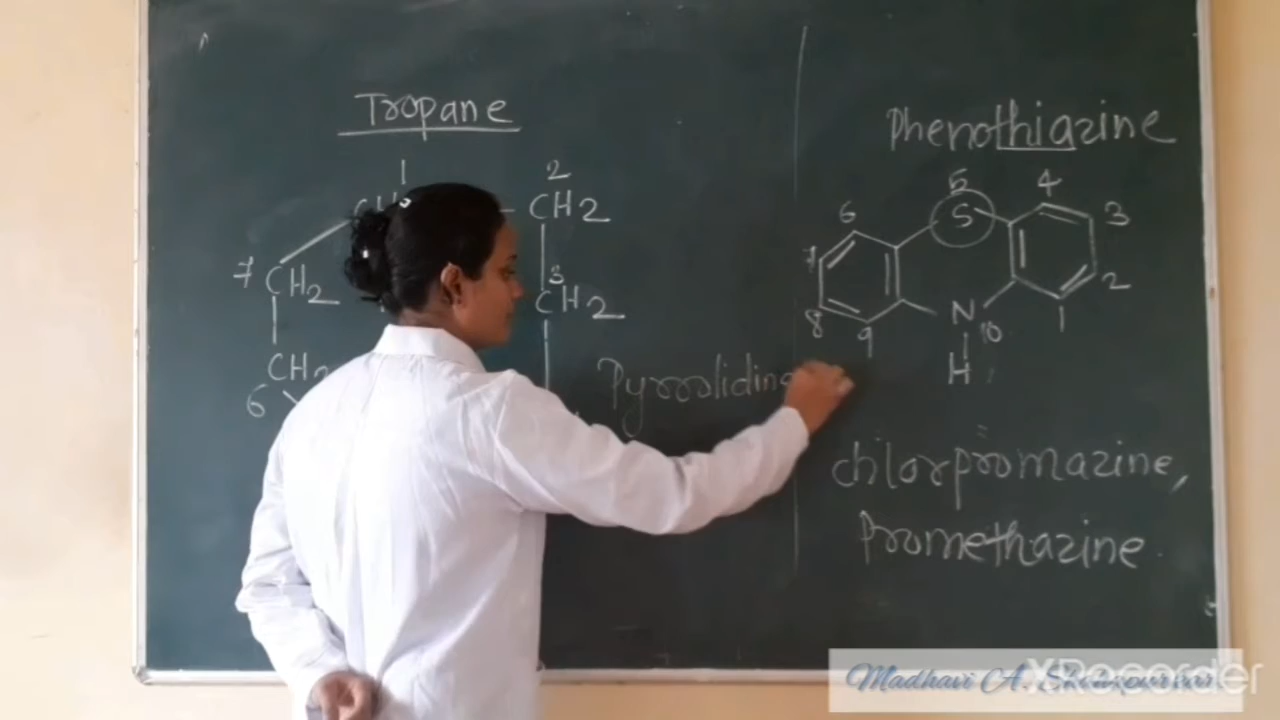 Tropane
1
2
CH2
7 CH2
3
CH2
CH2
6
Pyrrolidine
Phenothiazine
5
4
S
3
6
7
2
8
9
N
10
1
H
chlorpromazine,
Promethazine.
Madhavi A.
XRecorder